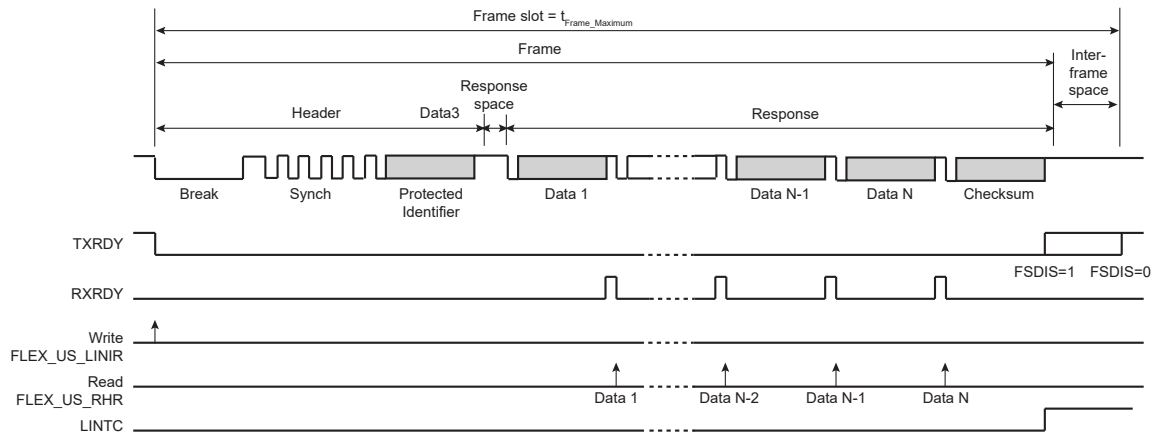 Frame slot = tFrame_Maximum
Frame
Inter-
frame
space
Response
space
Header
Data3
Response
Break
Synch
Protected
Identifier
Data 1
Data N-1
Data N
Checksum
TXRDY
FSDIS=1
FSDIS=0
RXRDY
Write
FLEX_US_LINIR
Read
FLEX_US_RHR
Data 1
Data N-2
Data N-1
Data N
LINTC